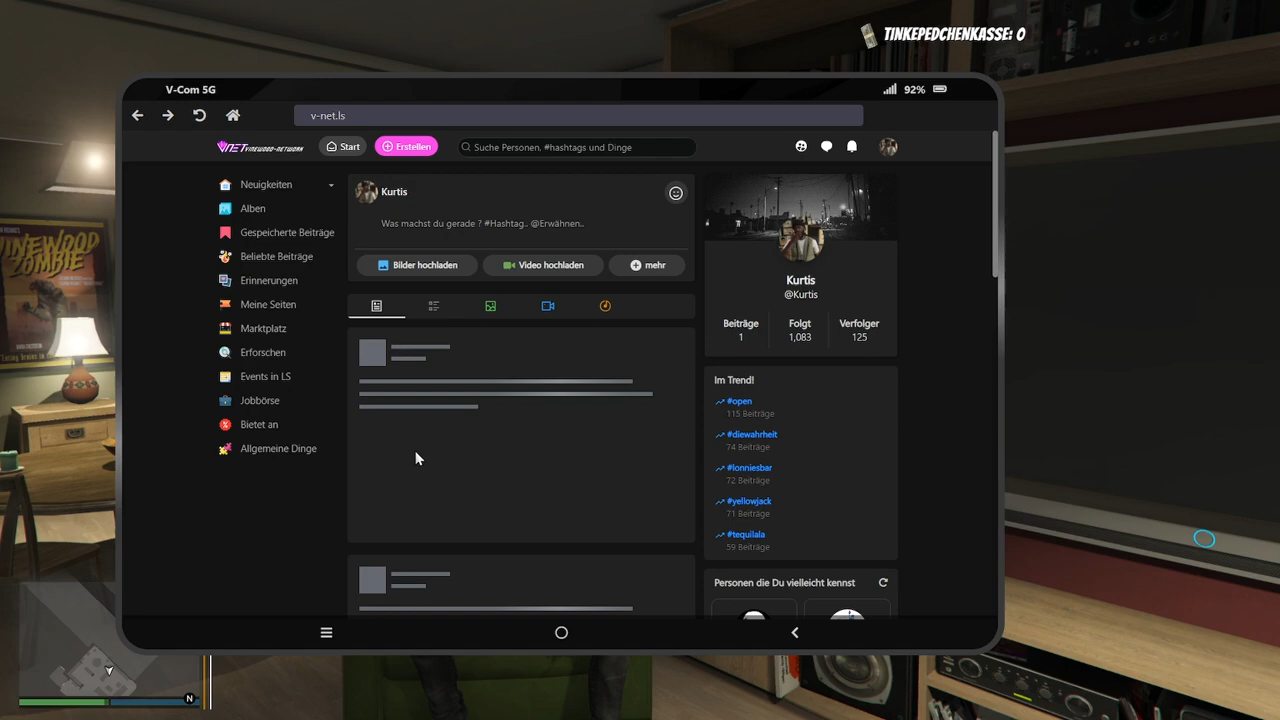 TINKEPEDCHENKASSE: 0
V-Com 5G
92%
v-net.ls
VNET VINEWOOD-NETWORK
Start
Erstellen
Suche Personen, #hashtags und Dinge
Neuigkeiten
Alben
Gespeicherte Beiträge
Beliebte Beiträge
Erinnerungen
Meine Seiten
Marktplatz
Erforschen
Events in LS
Jobbörse
Bietet an
Allgemeine Dinge
Kurtis
Was machst du gerade ? #Hashtag.. @Erwähnen..
Bilder hochladen
Video hochladen
mehr
Kurtis
@Kurtis
Beiträge
1
Folgt
1,083
Verfolger
125
Im Trend!
#open
115 Beiträge
#diewahrheit
74 Beiträge
#lonniesbar
72 Beiträge
#yellowjack
71 Beiträge
#tequilala
59 Beiträge
Personen die Du vielleicht kennst
VINEWOOD
ZOMBIE
N